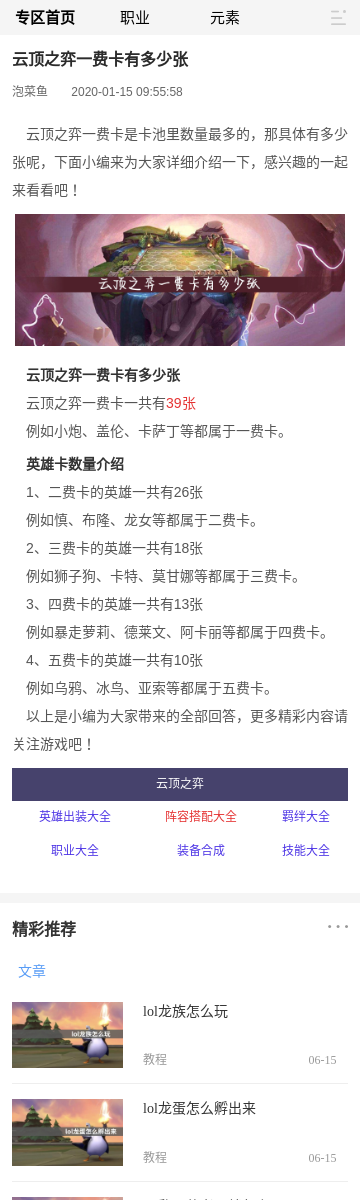 专区首页 职业 元素
云顶之弈一费卡有多少张
泡菜鱼 2020-01-15 09:55:58
云顶之弈一费卡是卡池里数量最多的，那具体有多少
张呢，下面小编来为大家详细介绍一下，感兴趣的一起
来看看吧！
云顶之弈一费卡有多少张
云顶之弈一费卡有多少张
云顶之弈一费卡一共有39张
例如小炮、盖伦、卡萨丁等都属于一费卡。
英雄卡数量介绍
1、二费卡的英雄一共有26张
例如慎、布隆、龙女等都属于二费卡。
2、三费卡的英雄一共有18张
例如狮子狗、卡特、莫甘娜等都属于三费卡。
3、四费卡的英雄一共有13张
例如暴走萝莉、德莱文、阿卡丽等都属于四费卡。
4、五费卡的英雄一共有10张
例如乌鸦、冰鸟、亚索等都属于五费卡。
以上是小编为大家带来的全部回答，更多精彩内容请
关注游戏吧！
云顶之弈
英雄出装大全 阵容搭配大全 羁绊大全
职业大全 装备合成 技能大全
精彩推荐
文章
lol龙族怎么玩
lol龙族怎么玩
教程 06-15
lol龙蛋怎么孵出来
lol龙蛋怎么孵出来
教程 06-15